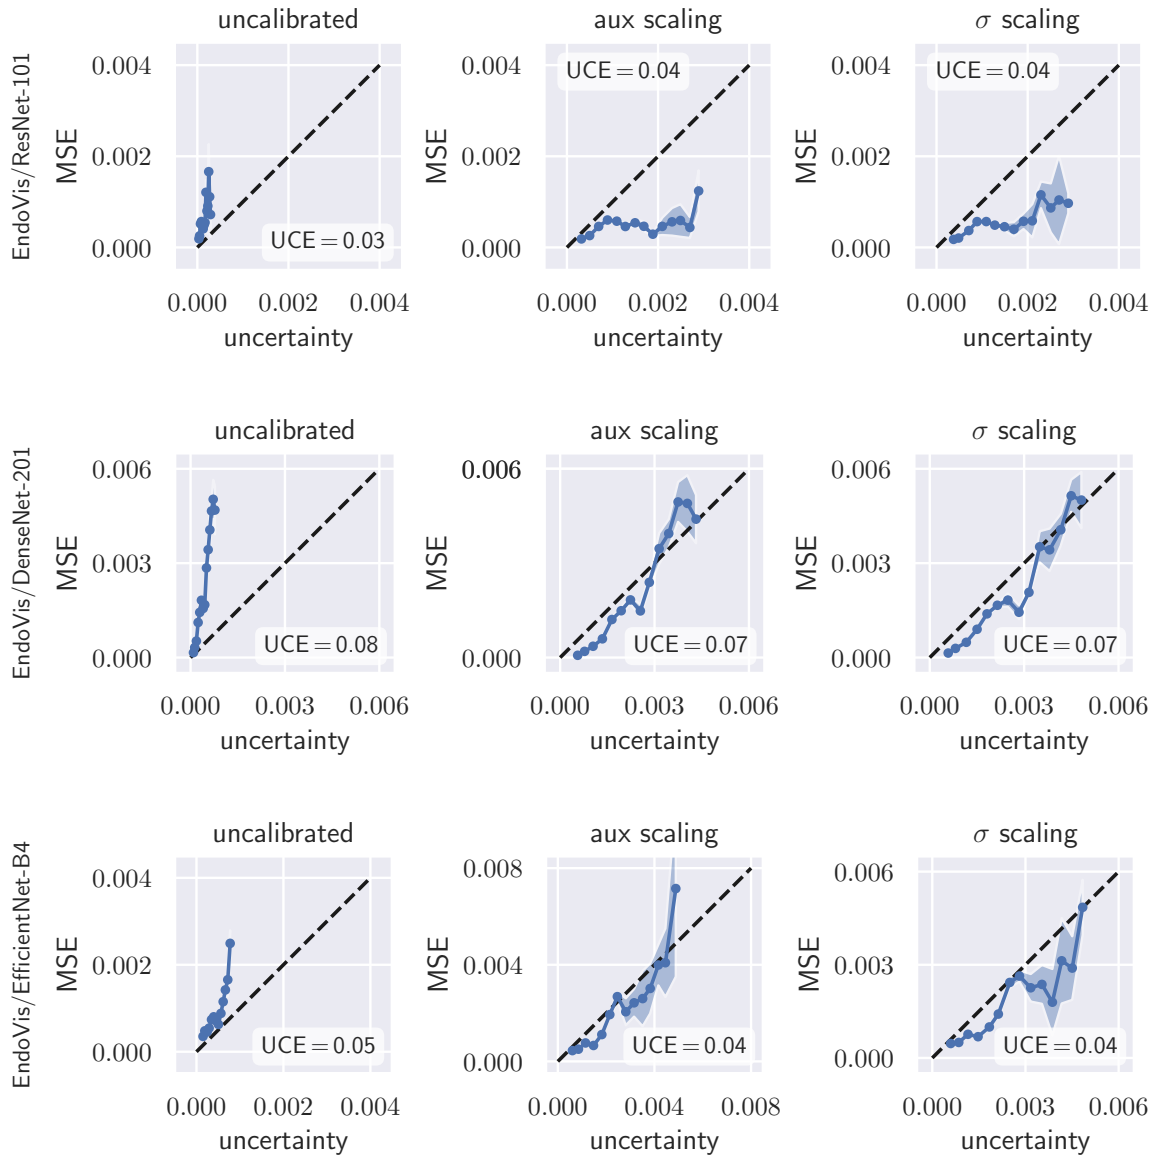 uncalibrated
aux scaling
σ scaling
EndoVis/ResNet-101
MSE
0.004
0.002
0.000
UCE = 0.03
0.000 0.002 0.004
uncertainty
MSE
0.004
0.002
0.000
UCE = 0.04
0.000 0.002 0.004
uncertainty
MSE
0.004
0.002
0.000
UCE = 0.04
0.000 0.002 0.004
uncertainty
uncalibrated
aux scaling
σ scaling
EndoVis/DenseNet-201
MSE
0.006
0.003
0.000
UCE = 0.08
0.000 0.003 0.006
uncertainty
MSE
0.006
0.003
0.000
UCE = 0.07
0.000 0.003 0.006
uncertainty
MSE
0.006
0.003
0.000
UCE = 0.07
0.000 0.003 0.006
uncertainty
uncalibrated
aux scaling
σ scaling
EndoVis/EfficientNet-B4
MSE
0.004
0.002
0.000
UCE = 0.05
0.000 0.002 0.004
uncertainty
MSE
0.008
0.004
0.000
UCE = 0.04
0.000 0.004 0.008
uncertainty
MSE
0.006
0.003
0.000
UCE = 0.04
0.000 0.003 0.006
uncertainty